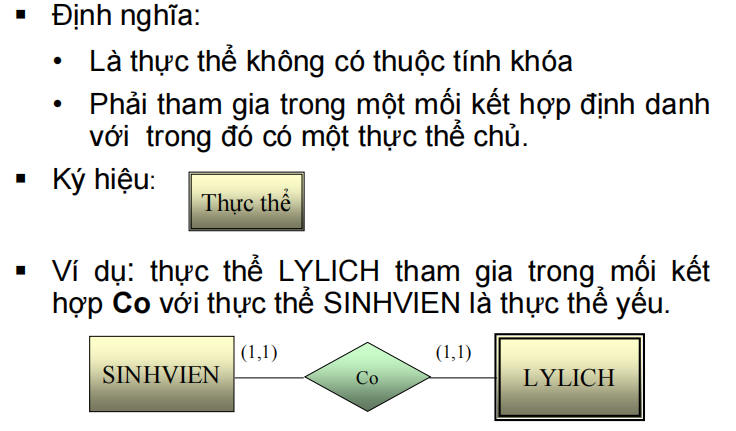 ▪ Định nghĩa:
• Là thực thể không có thuộc tính khóa
• Phải tham gia trong một mối kết hợp định danh
với trong đó có một thực thể chủ.
▪ Ký hiệu:
Thực thể
▪ Ví dụ: thực thể LYLICH tham gia trong mối kết
hợp Co với thực thể SINHVIEN là thực thể yếu.
SINHVIEN (1,1) Co (1,1) LYLICH